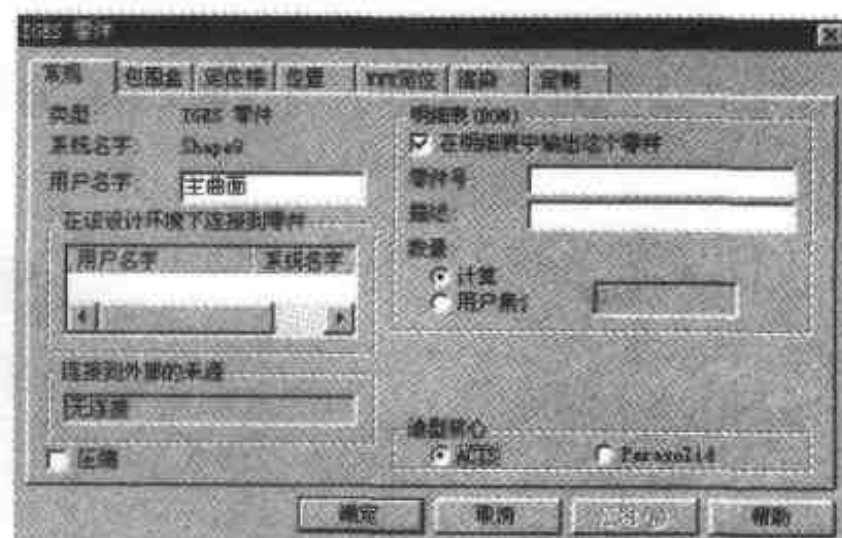 零件
常规 包围盒 定位锚 位置 定位 渲染 定制
类型: IGES 零件
系统名字: Shape9
用户名字: 主曲面
在该设计环境下连接到零件
用户名字 系统名字
连接到外部的来源
无连接
压缩
明细表(BOM)
在明细表中输出这个零件
零件号
描述:
数量
计算
用户集:
造型核心
ACIS Parasolid
确定 取消 帮助